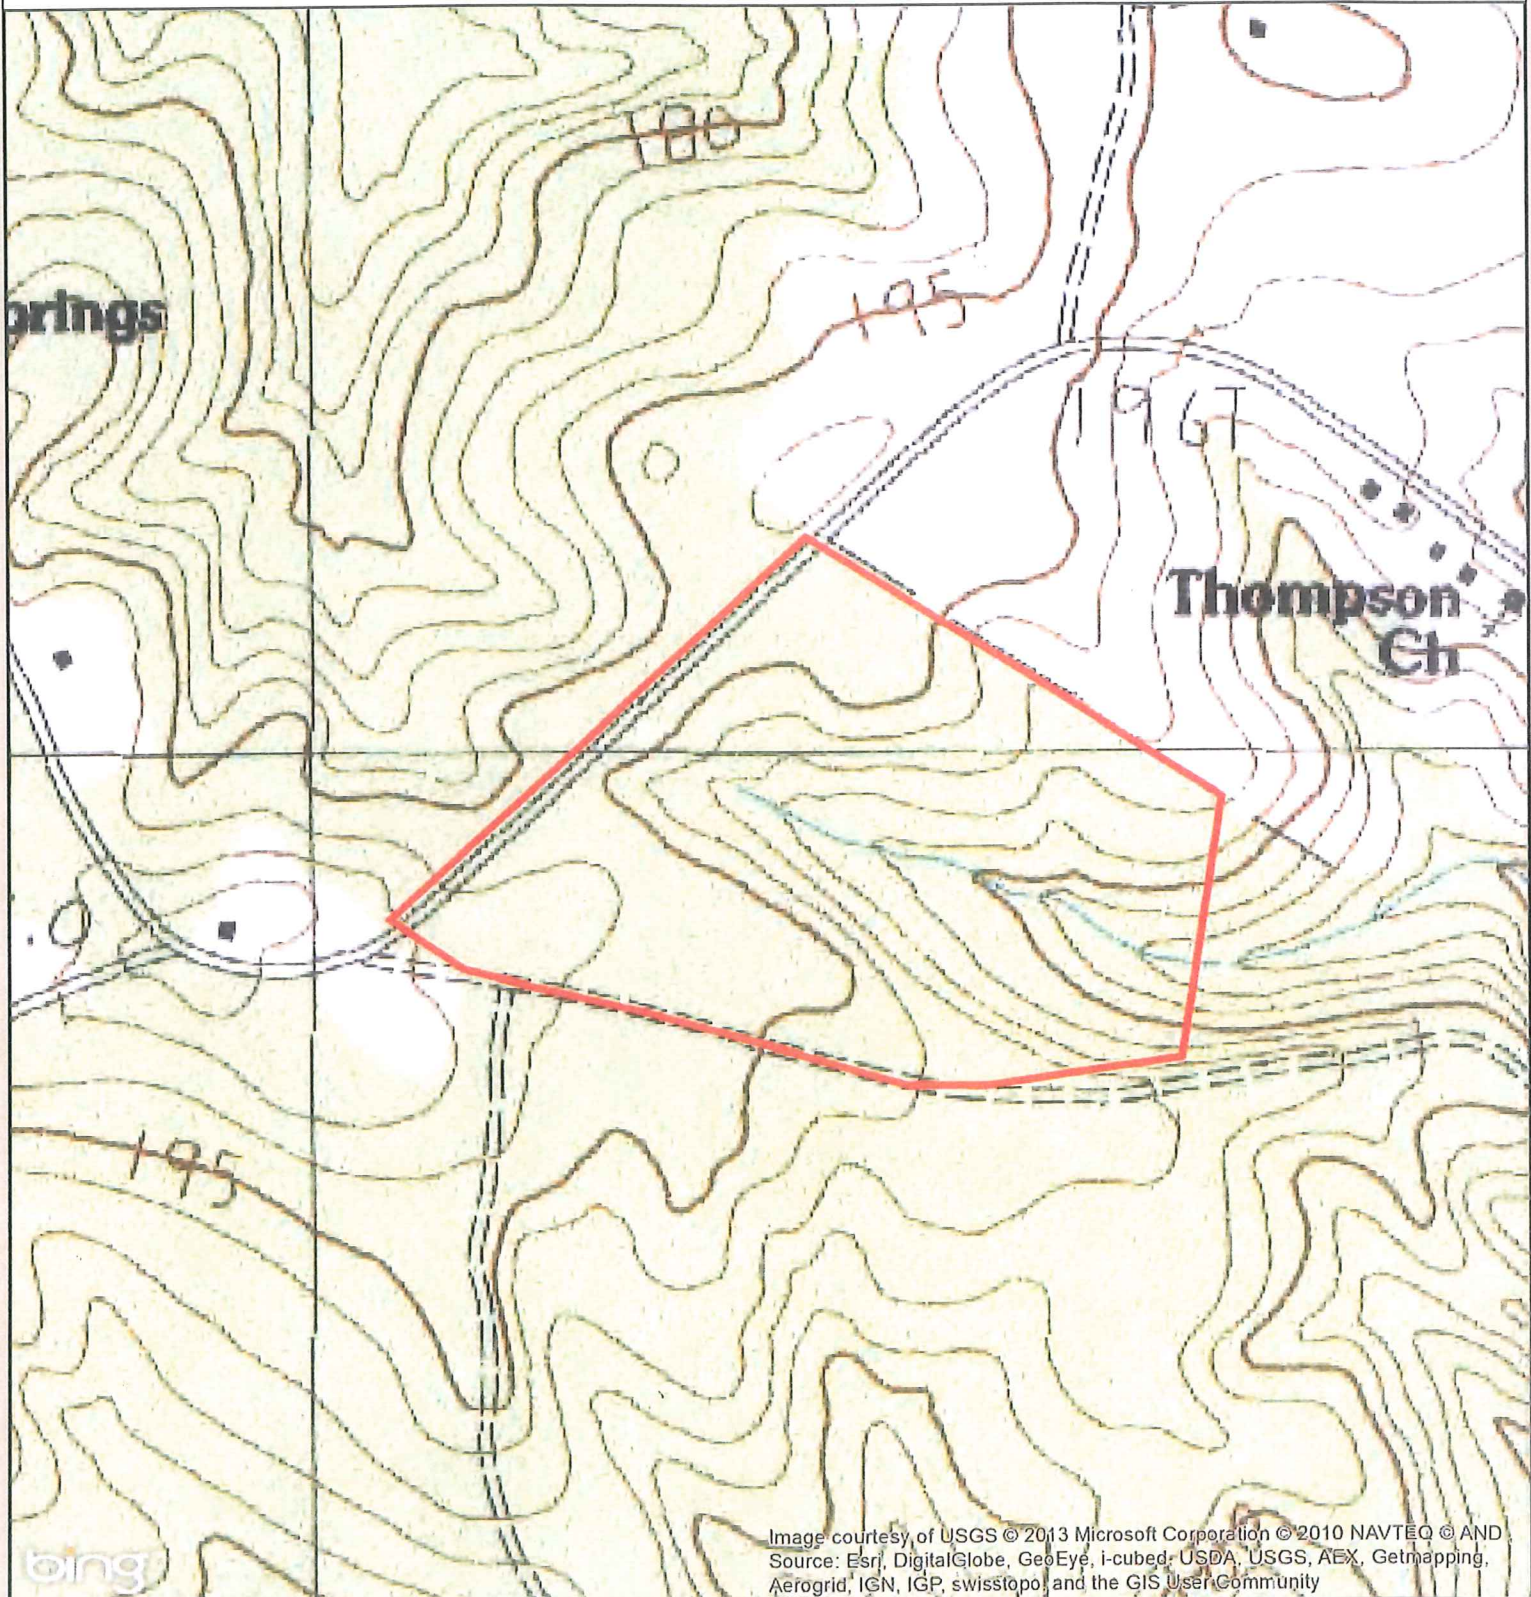 180
195
prings
196T
Thompson
Ch
.0
195
Image courtesy of USGS © 2013 Microsoft Corporation © 2010 NAVTEQ © AND
Source: Esri, DigitalGlobe, GeoEye, i-cubed, USDA, USGS, AEX, Getmapping,
Aerogrid, IGN, IGP, swisstopo, and the GIS User Community
bing